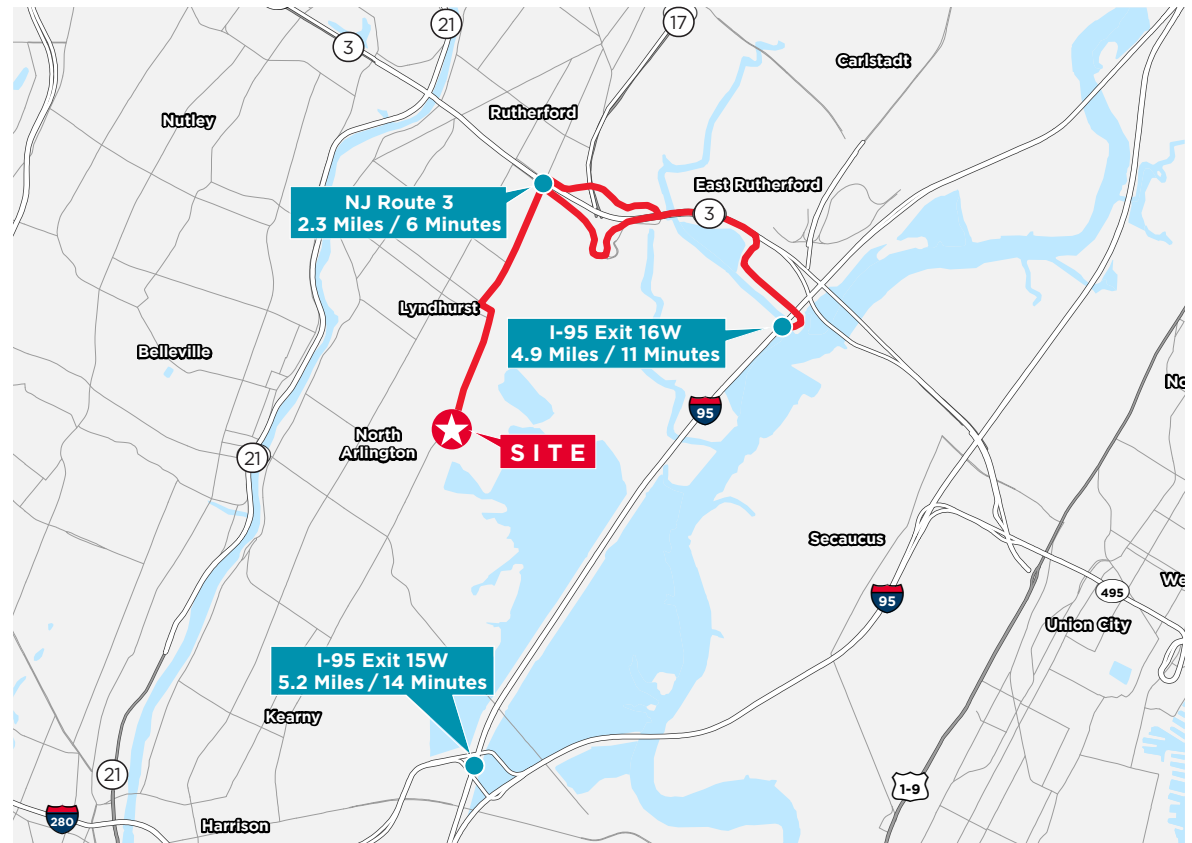 21
17
3
Carlstadt
Rutherford
Nutley
East Rutherford
NJ Route 3
2.3 Miles / 6 Minutes
3
Lyndhurst
I-95 Exit 16W
4.9 Miles / 11 Minutes
Belleville
95
North
Arlington
SITE
21
Secaucus
95
495
Union City
I-95 Exit 15W
5.2 Miles / 14 Minutes
Kearny
21
1-9
280
Harrison
No
We